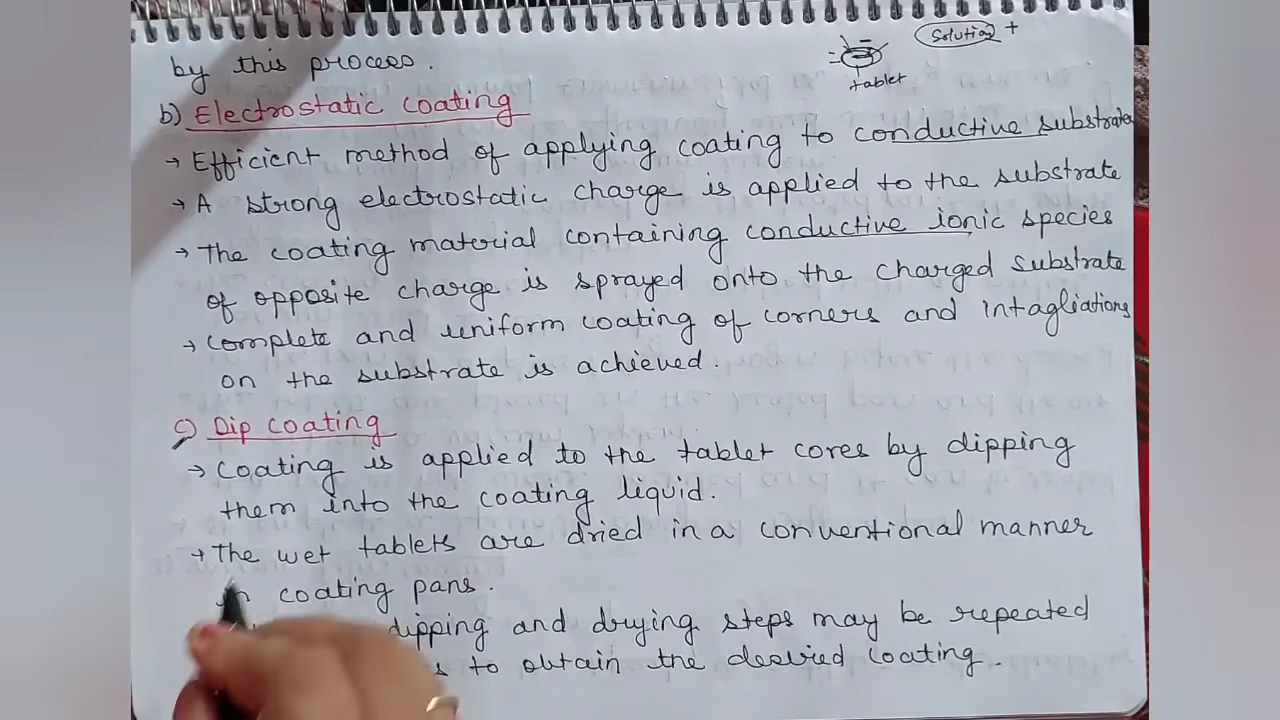 Solution +
tablet
by this process.
b) Electrostatic coating
→ Efficient method of applying coating to conductive substrates
→ A strong electrostatic charge is applied to the substrate
→ The coating material containing conductive ionic species
of opposite charge is sprayed onto the charged substrate
→ Complete and uniform coating of corners and intagliations
on the substrate is achieved.
c) Dip coating
→ Coating is applied to the tablet cores by dipping
them into the coating liquid.
→ The wet tablets are dried in a conventional manner
in coating pans.
dipping and drying steps may be repeated
to obtain the desired coating.